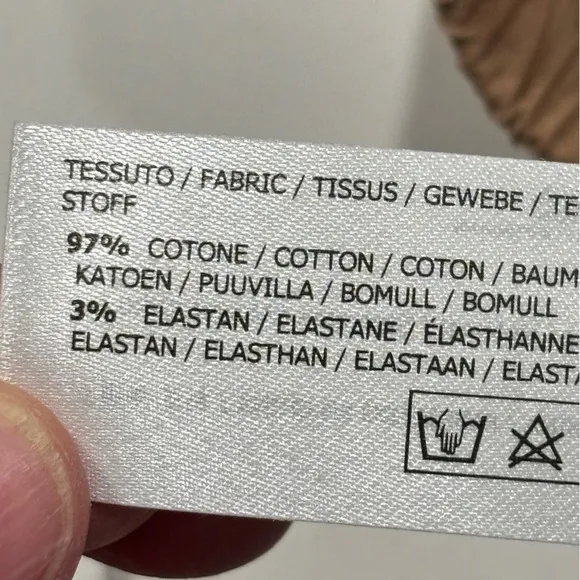 TESSUTO / FABRIC / TISSUS / GEWEBE / TE
STOFF
97% COTONE / COTTON / COTON / BAUM
KATOEN / PUUVILLA / BOMULL / BOMULL
3% ELASTAN / ELASTANE / ÉLASTHANNE
ELASTAN / ELASTHAN / ELASTAAN / ELAST